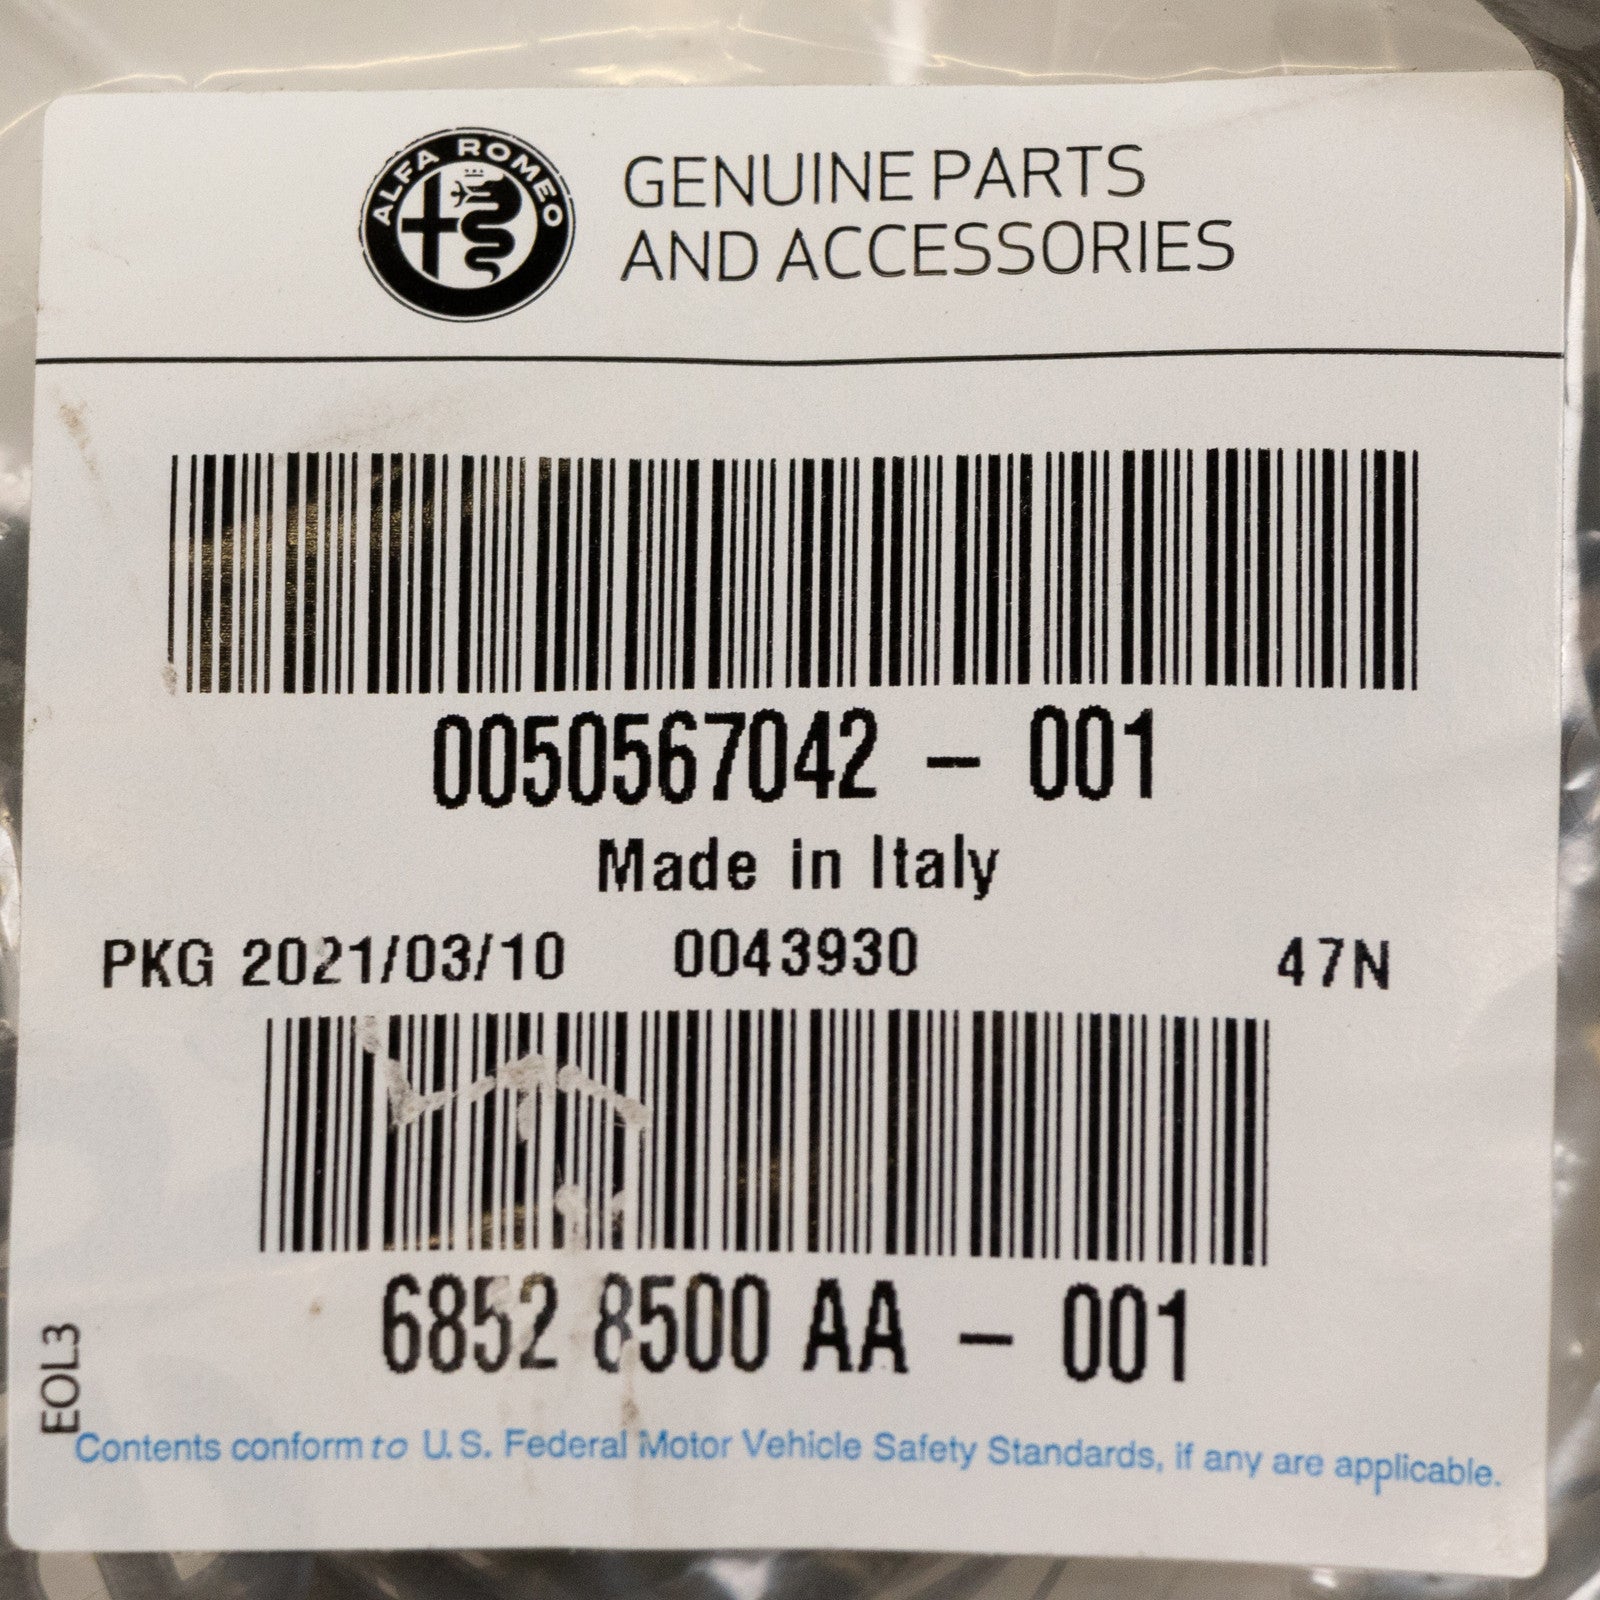 ALFA ROMEO
GENUINE PARTS
AND ACCESSORIES
0050567042 – 001
Made in Italy
PKG 2021/03/10 0043930 47N
6852 8500 AA – 001
EOL3
Contents conform to U.S. Federal Motor Vehicle Safety Standards, if any are applicable.